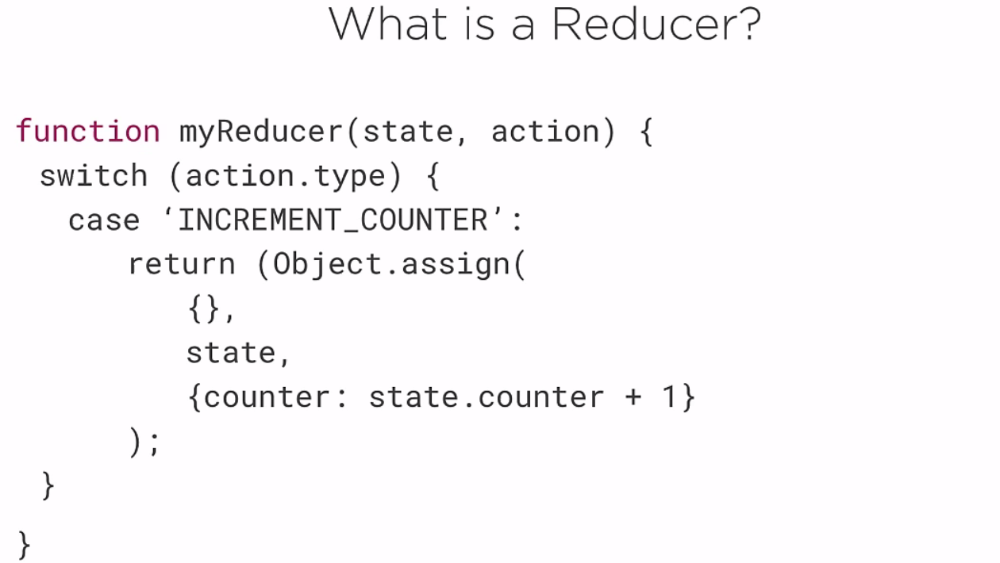 What is a Reducer?
function myReducer(state, action) {
switch (action.type) {
case ‘INCREMENT_COUNTER’:
return (Object.assign(
{},
state,
{counter: state.counter + 1}
);
}
}